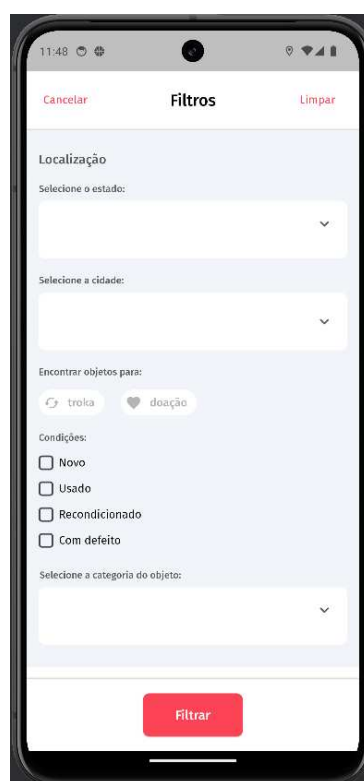 11:48
Cancelar Filtros Limpar
Localização
Selecione o estado:
Selecione a cidade:
Encontrar objetos para:
troka doação
Condições:
Novo
Usado
Recondicionado
Com defeito
Selecione a categoria do objeto:
Filtrar